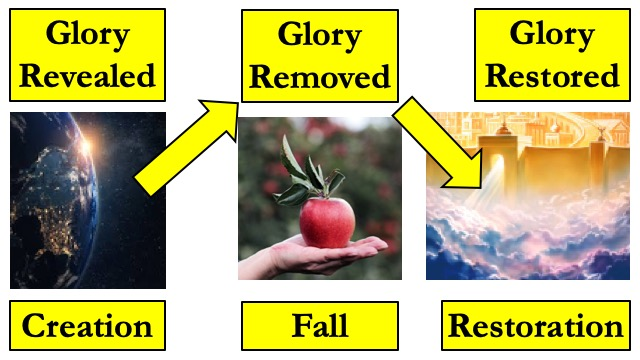 Glory
Revealed
Glory
Removed
Glory
Restored
Creation
Fall
Restoration